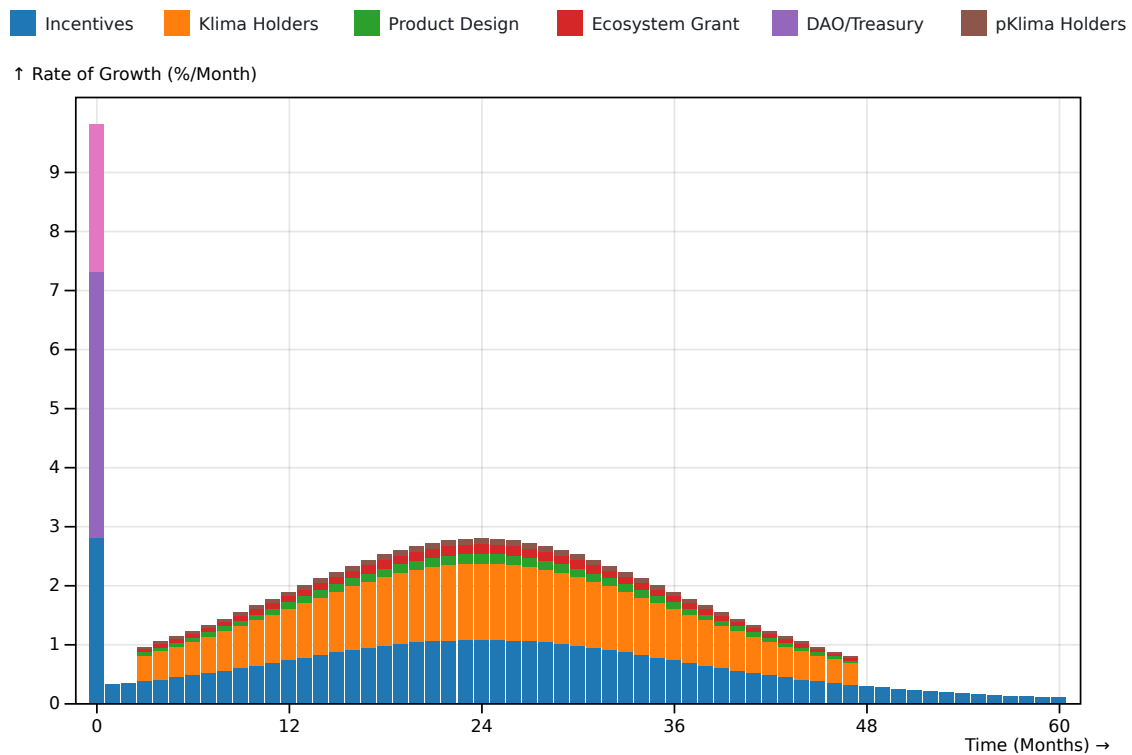 Incentives Klima Holders Product Design Ecosystem Grant DAO/Treasury pKlima Holders
↑ Rate of Growth (%/Month)
9
8
7
6
5
4
3
2
1
0
0 12 24 36 48 60
Time (Months) →